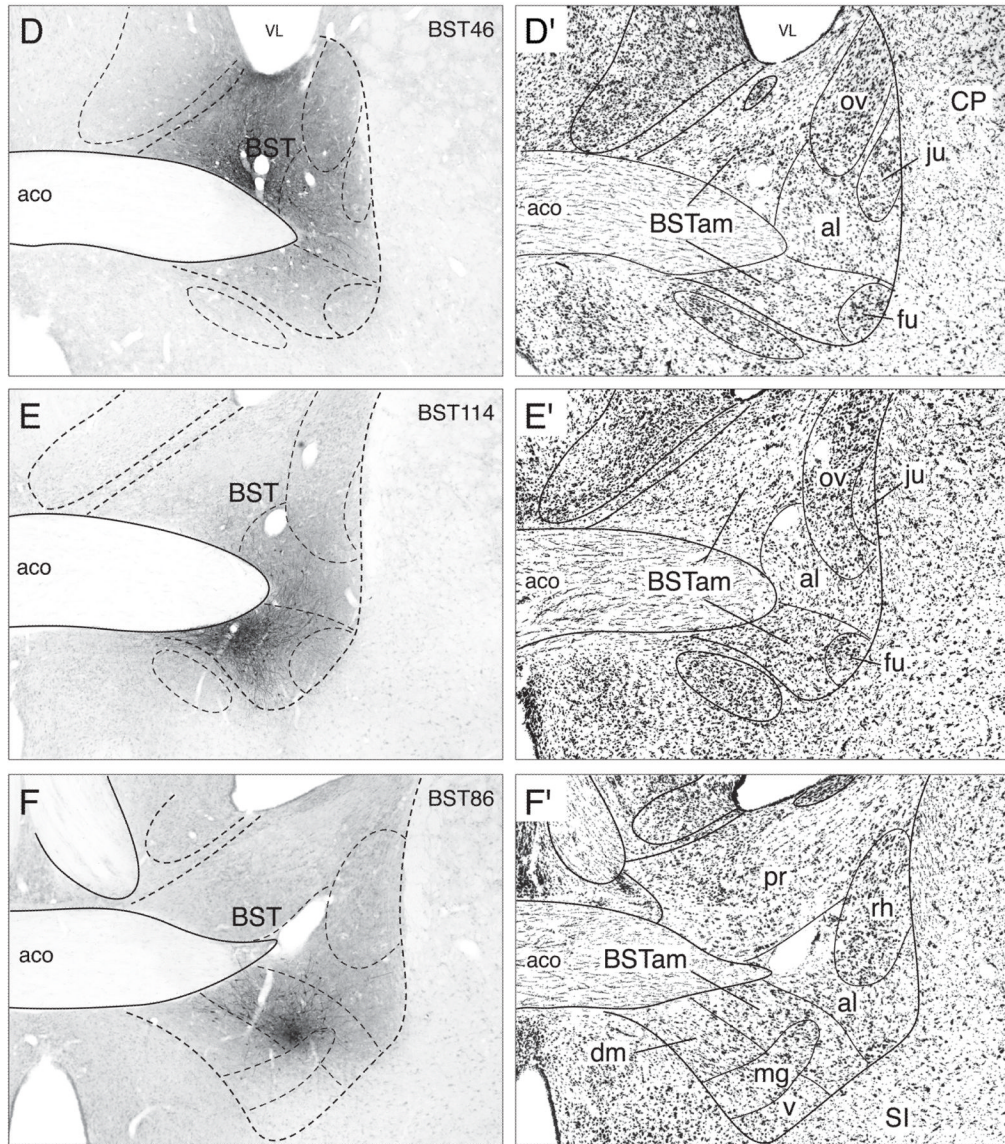 D VL BST46
BST
aco
D' VL
ov CP
ju
aco BSTam al
fu
E BST114
BST
aco
E'
ov ju
aco BSTam al
fu
F BST86
BST
aco
F'
pr rh
aco BSTam
al
dm
mg
v SI